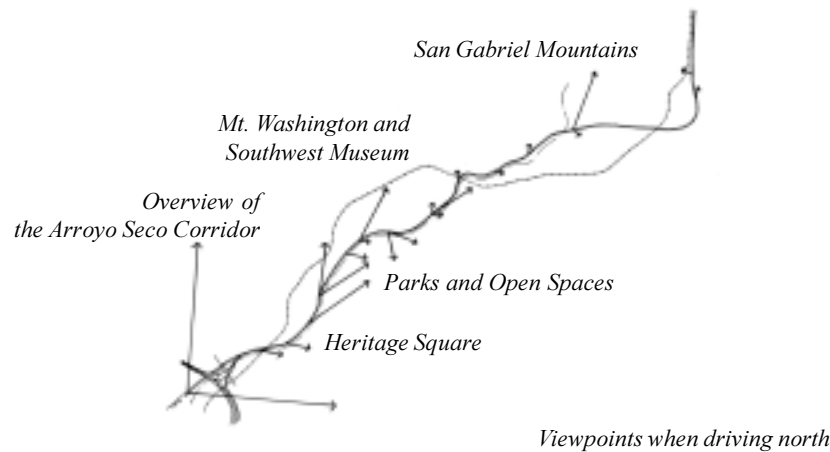 San Gabriel Mountains
Mt. Washington and
Southwest Museum
Overview of
the Arroyo Seco Corridor
Parks and Open Spaces
Heritage Square
Viewpoints when driving north